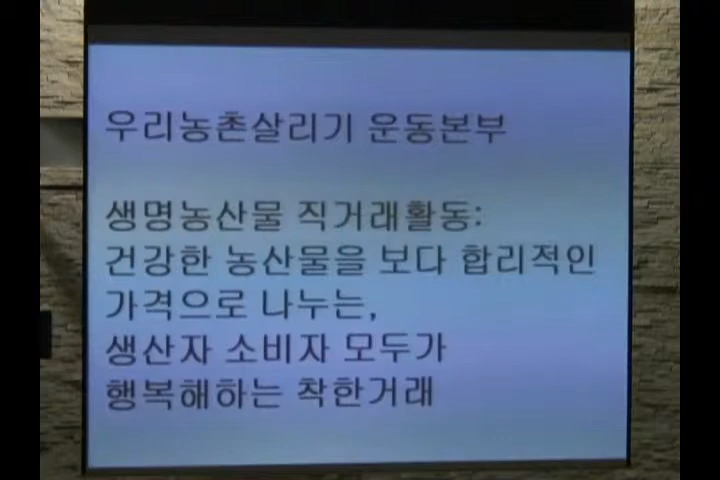 우리농촌살리기 운동본부
생명농산물 직거래활동:
건강한 농산물을 보다 합리적인
가격으로 나누는,
생산자 소비자 모두가
행복해하는 착한거래